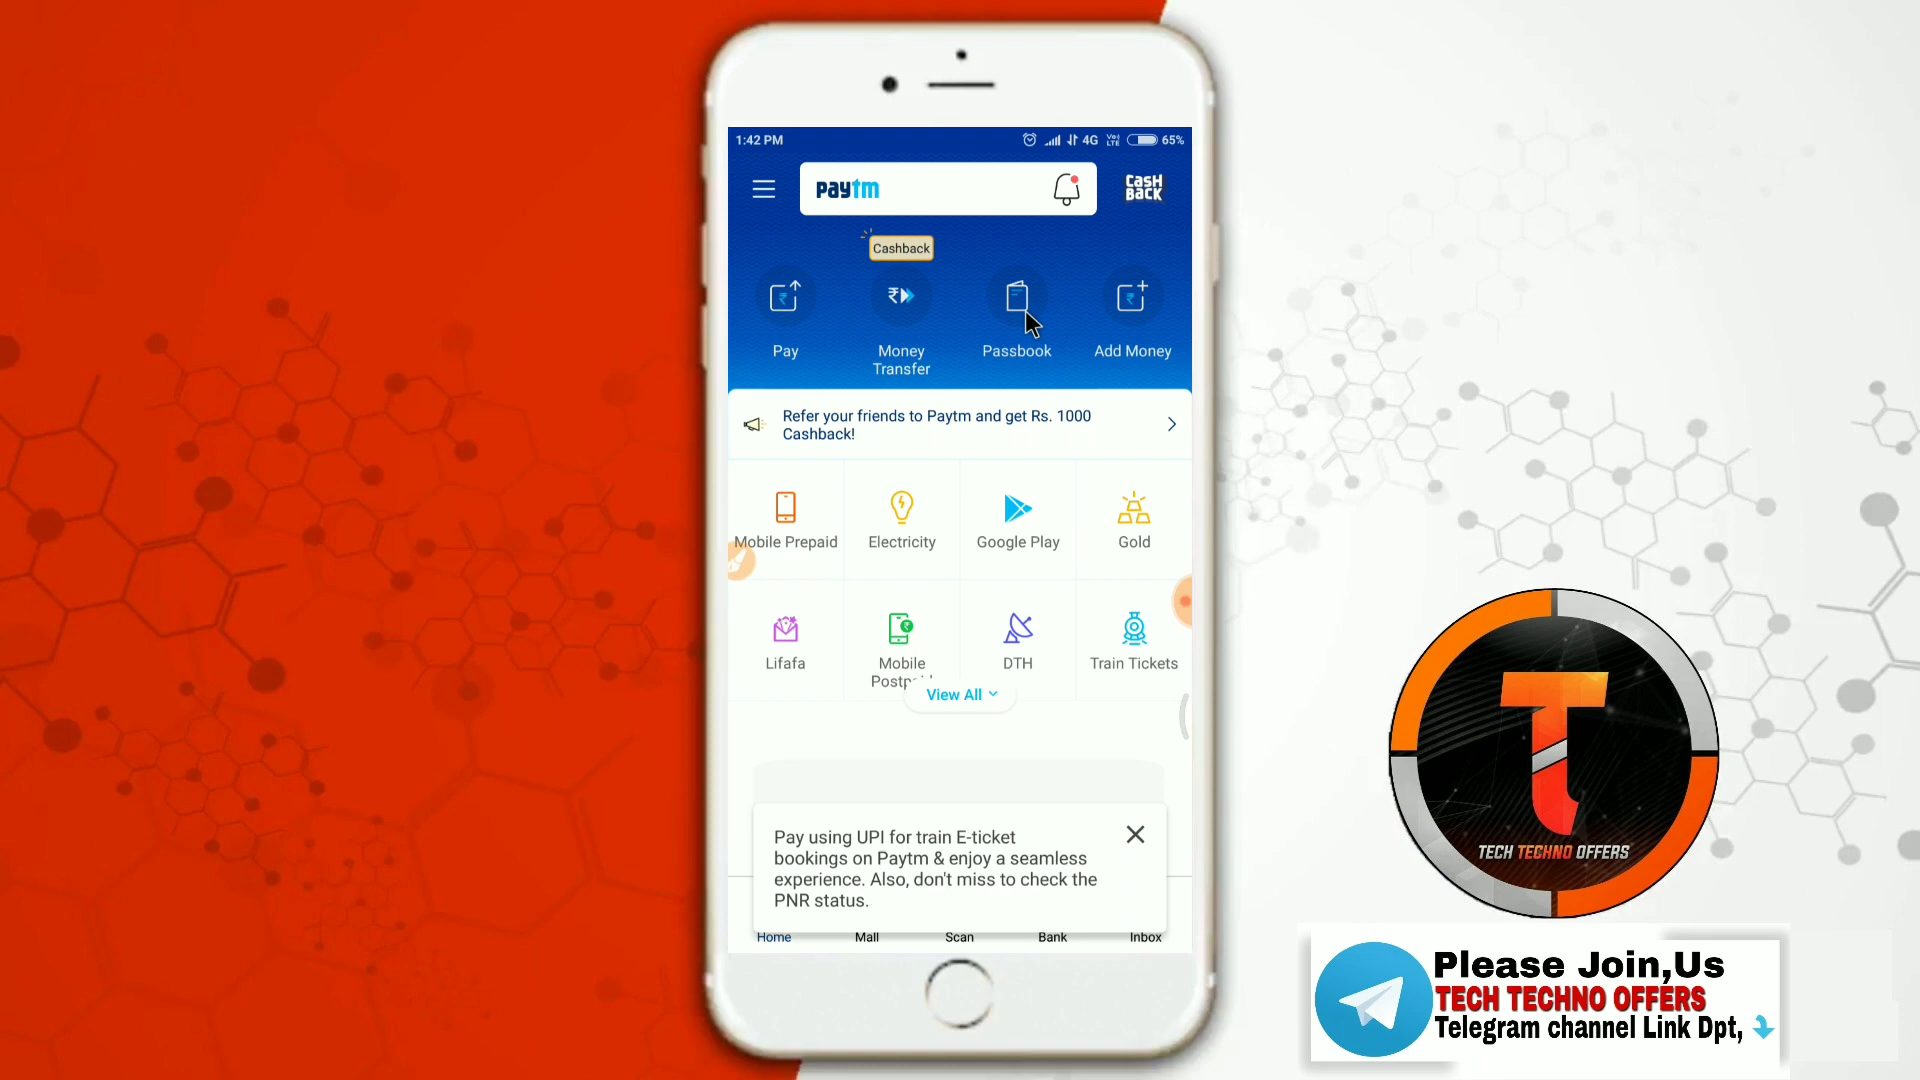 1:42 PM
4G
Vo)
LTE
65%
paytm
CASH
BACK
Cashback
Pay
Money
Transfer
Passbook
Add Money
Refer your friends to Paytm and get Rs. 1000
Cashback!
Mobile Prepaid
Electricity
Google Play
Gold
Lifafa
Mobile
DTH
Train Tickets
View All
Pay using UPI for train E-ticket
bookings on Paytm & enjoy a seamless
experience. Also, don't miss to check the
PNR status.
Home
Mall
Scan
Bank
Inbox
TECH TECHNO OFFERS
Please Join,Us
TECH TECHNO OFFERS
Telegram channel Link Dpt,